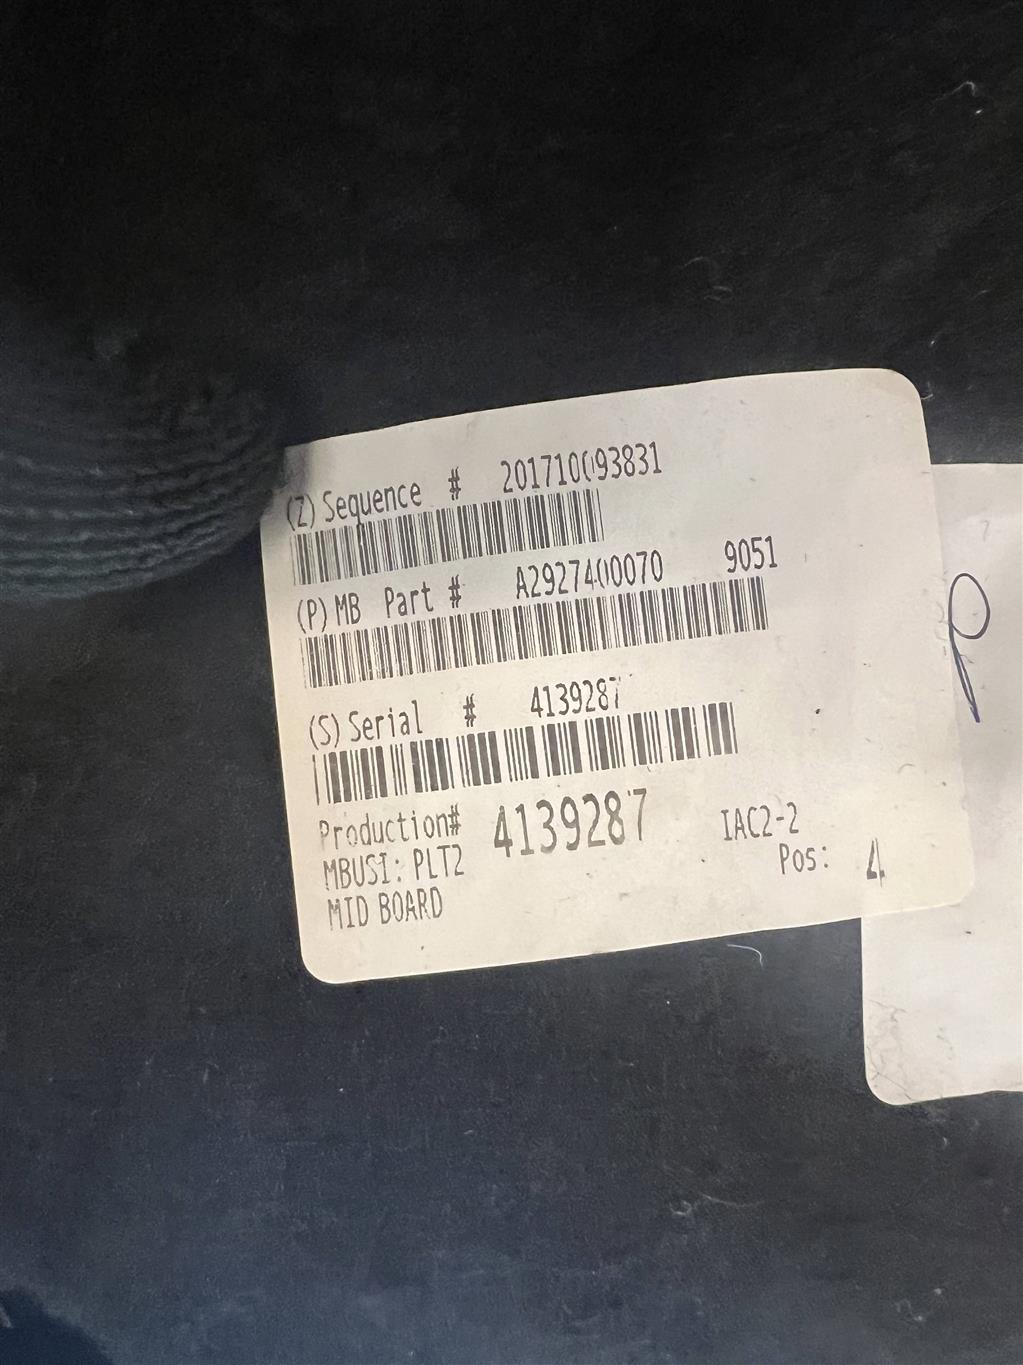 (Z) Sequence # 201710093831
(P) MB Part # A2927400070 9051
(S) Serial # 4139287
Production# 4139287 IAC2-2
MBUSI: PLT2 Pos: 4
MID BOARD